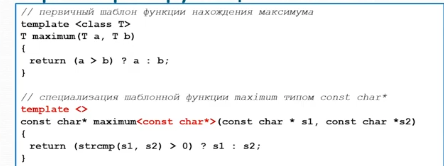 // первичный шаблон функции нахождения максимума
template <class T>
T maximum(T a, T b)
{
return (a > b) ? a : b;
}
// специализация шаблонной функции maximum типом const char*
template <>
const char* maximum<const char*>(const char * s1, const char *s2)
{
return (strcmp(s1, s2) > 0) ? s1 : s2;
}